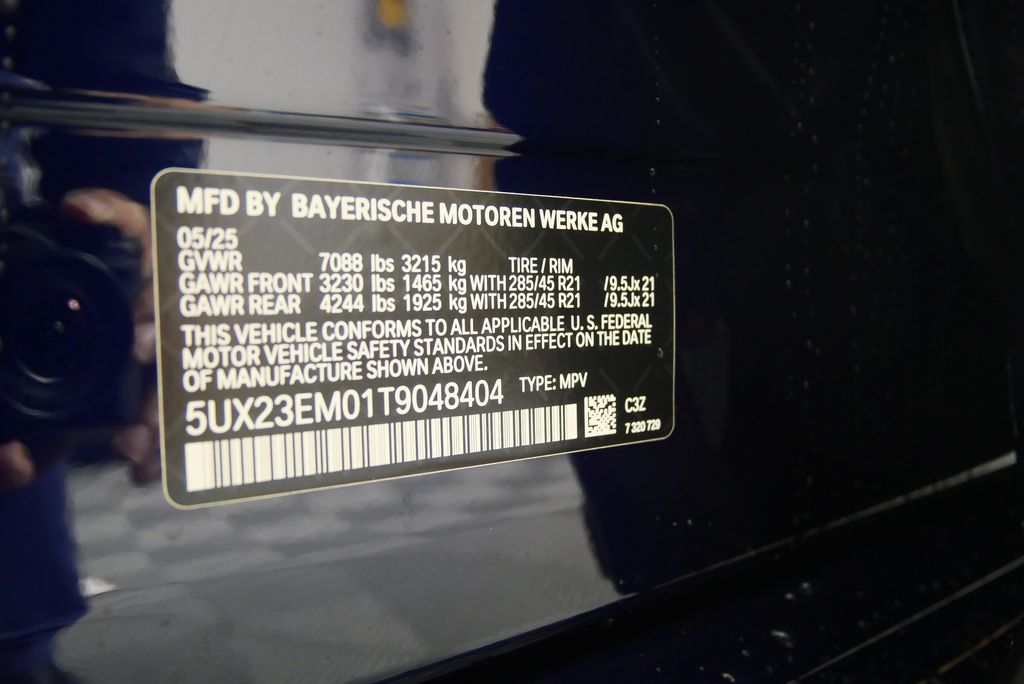 MFD BY BAYERISCHE MOTOREN WERKE AG
05/25
GVWR 7088 lbs 3215 kg TIRE / RIM
GAWR FRONT 3230 lbs 1465 kg WITH 285/45 R21 /9.5Jx21
GAWR REAR 4244 lbs 1925 kg WITH 285/45 R21 /9.5Jx21
THIS VEHICLE CONFORMS TO ALL APPLICABLE U.S. FEDERAL
MOTOR VEHICLE SAFETY STANDARDS IN EFFECT ON THE DATE
OF MANUFACTURE SHOWN ABOVE.
5UX23EM01T9048404 TYPE: MPV
C3Z
7 320 729